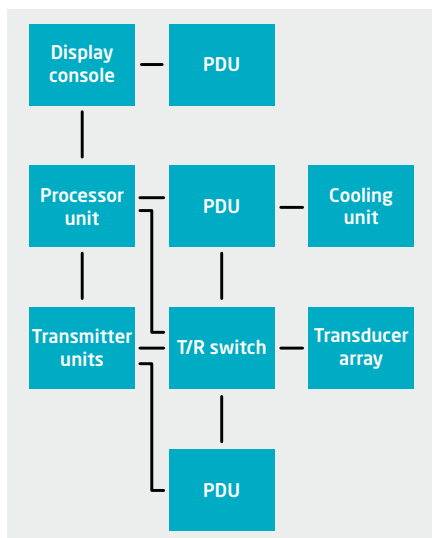 Display
console
PDU
Processor
unit
PDU
Cooling
unit
Transmitter
units
T/R switch
Transducer
array
PDU